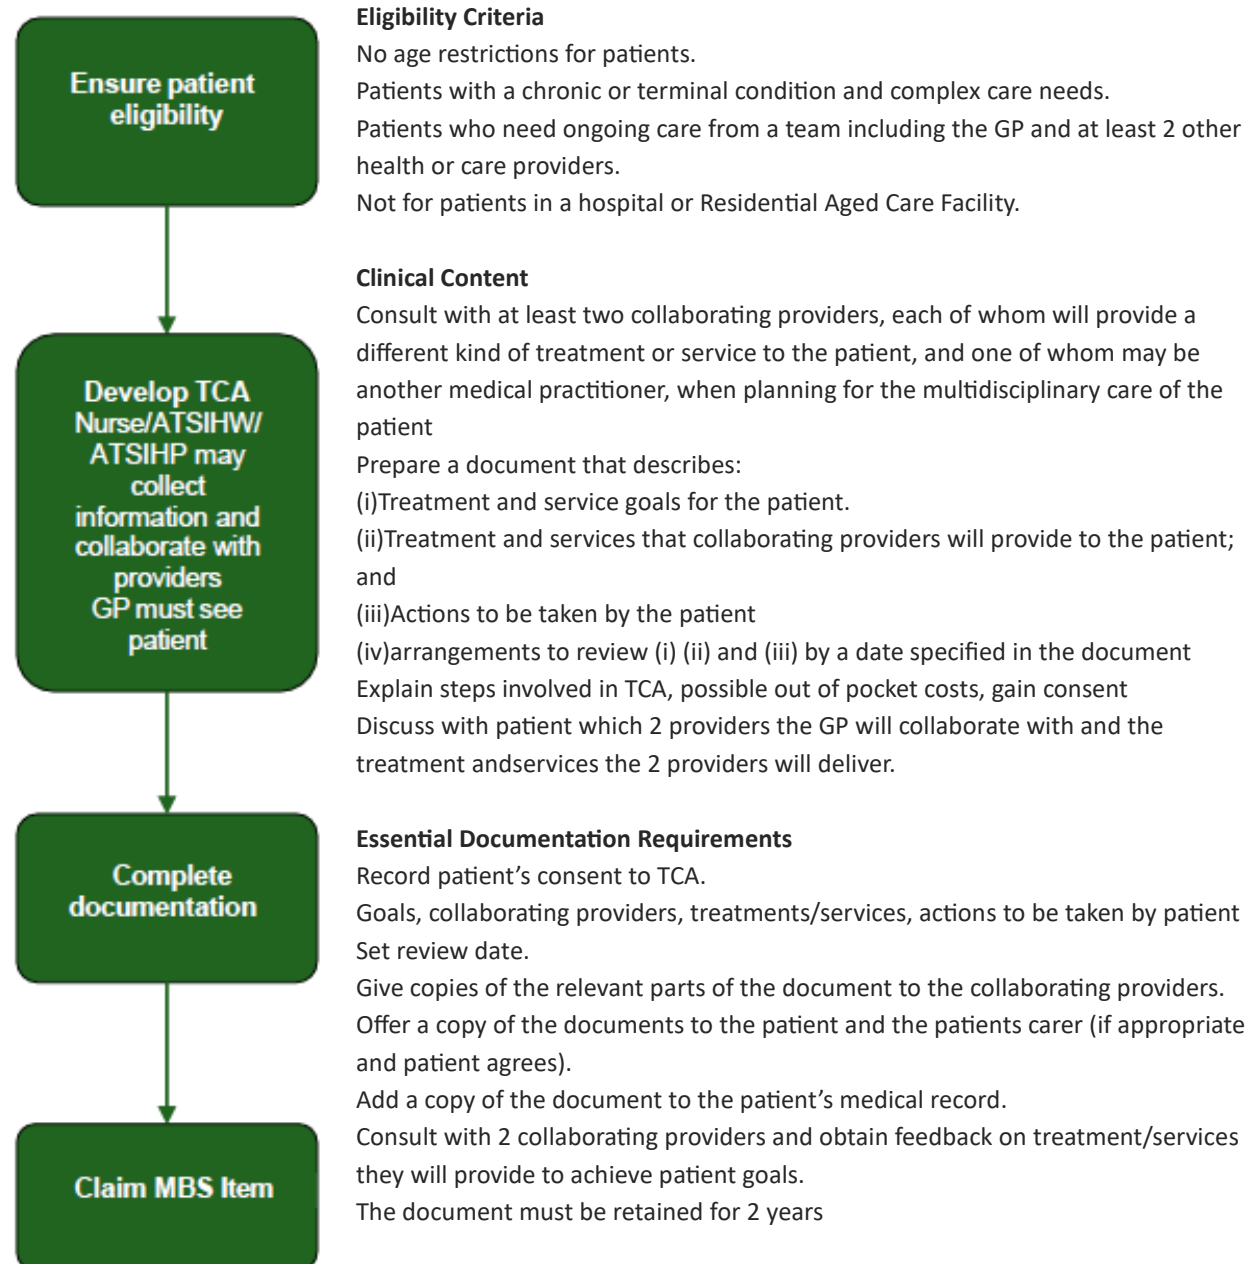 Ensure patient
eligibility
Eligibility Criteria
No age restrictions for patients.
Patients with a chronic or terminal condition and complex care needs.
Patients who need ongoing care from a team including the GP and at least 2 other
health or care providers.
Not for patients in a hospital or Residential Aged Care Facility.
Develop TCA
Nurse/ATSIHW/
ATSIHP may
collect
information and
collaborate with
providers
GP must see
patient
Clinical Content
Consult with at least two collaborating providers, each of whom will provide a
different kind of treatment or service to the patient, and one of whom may be
another medical practitioner, when planning for the multidisciplinary care of the
patient
Prepare a document that describes:
(i)Treatment and service goals for the patient.
(ii)Treatment and services that collaborating providers will provide to the patient;
and
(iii)Actions to be taken by the patient
(iv)arrangements to review (i) (ii) and (iii) by a date specified in the document
Explain steps involved in TCA, possible out of pocket costs, gain consent
Discuss with patient which 2 providers the GP will collaborate with and the
treatment andservices the 2 providers will deliver.
Complete
documentation
Essential Documentation Requirements
Record patient’s consent to TCA.
Goals, collaborating providers, treatments/services, actions to be taken by patient
Set review date.
Give copies of the relevant parts of the document to the collaborating providers.
Offer a copy of the documents to the patient and the patients carer (if appropriate
and patient agrees).
Add a copy of the document to the patient’s medical record.
Consult with 2 collaborating providers and obtain feedback on treatment/services
they will provide to achieve patient goals.
The document must be retained for 2 years
Claim MBS Item